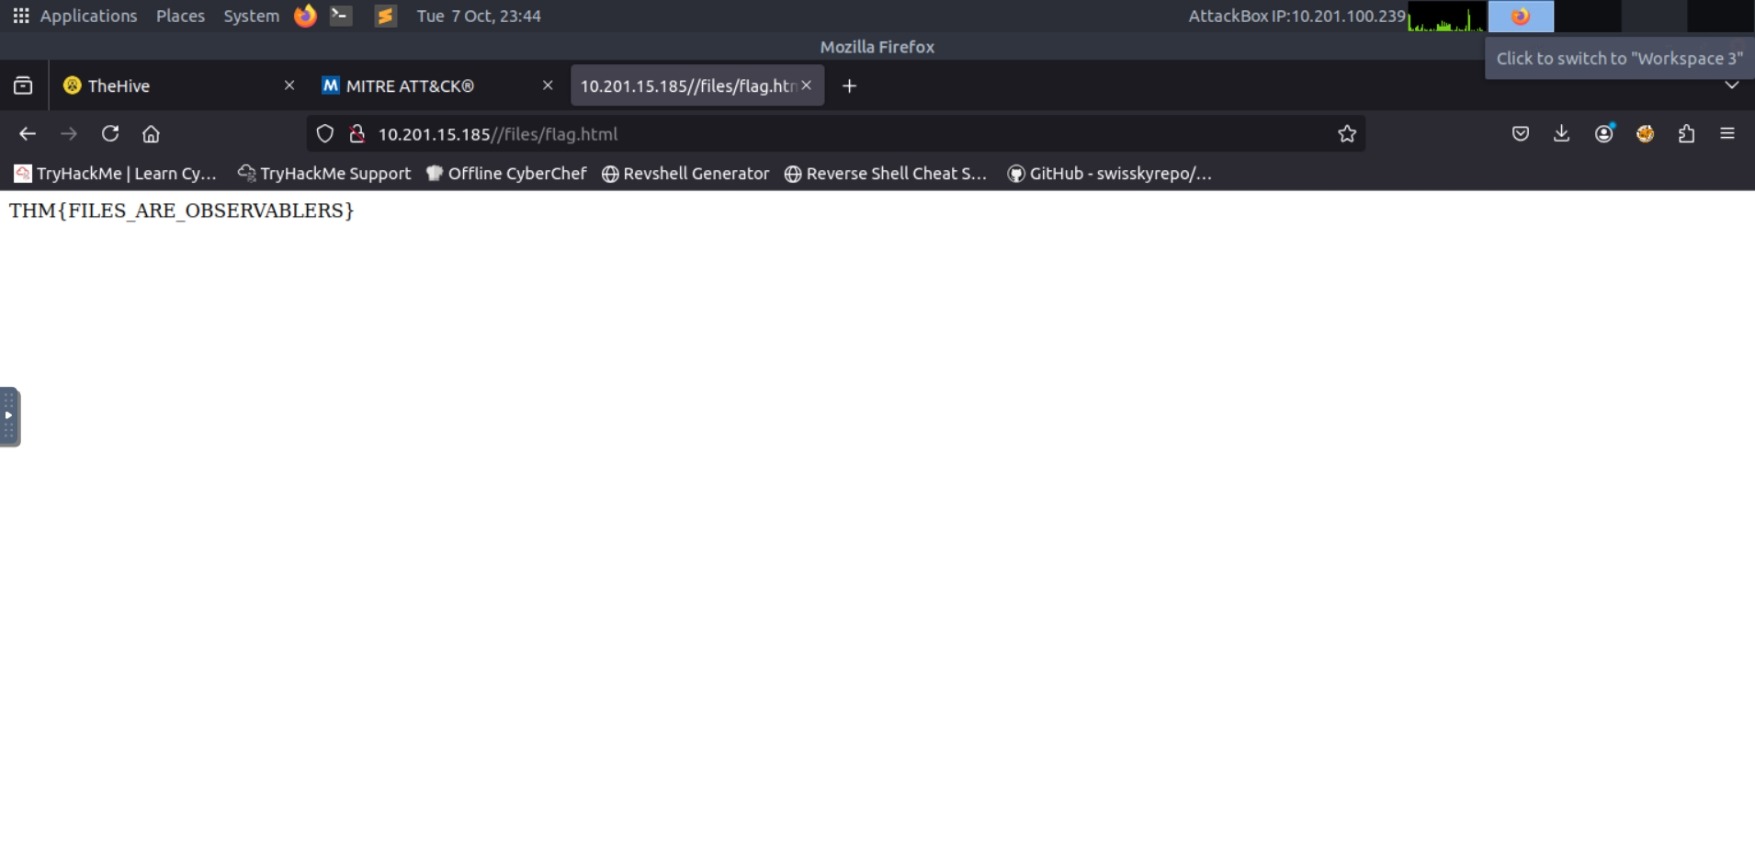 Applications Places System Tue 7 Oct, 23:44 AttackBox IP:10.201.100.239
Mozilla Firefox
Click to switch to "Workspace 3"
TheHive MITRE ATT&CK® 10.201.15.185//files/flag.htm
10.201.15.185//files/flag.html
TryHackMe | Learn Cy... TryHackMe Support Offline CyberChef Revshell Generator Reverse Shell Cheat S... GitHub - swisskyrepo/...
THM{FILES_ARE_OBSERVABLERS}